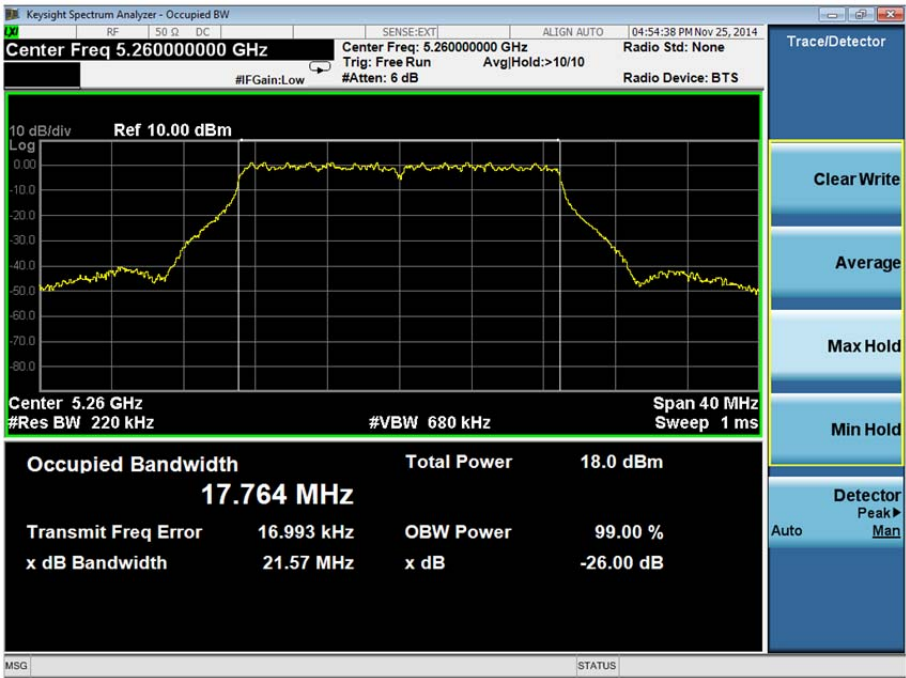 Keysight Spectrum Analyzer - Occupied BW
LXI RF 50 Ω DC SENSE:EXT ALIGN AUTO 04:54:38 PM Nov 25, 2014
Center Freq 5.260000000 GHz Center Freq: 5.260000000 GHz Radio Std: None
Trig: Free Run Avg|Hold:>10/10
#IFGain:Low #Atten: 6 dB Radio Device: BTS
Trace/Detector
10 dB/div Ref 10.00 dBm
Log
0.00
-10.0
-20.0
-30.0
-40.0
-50.0
-60.0
-70.0
-80.0
Center 5.26 GHz Span 40 MHz
#Res BW 220 kHz #VBW 680 kHz Sweep 1 ms
Occupied Bandwidth Total Power 18.0 dBm
17.764 MHz
Transmit Freq Error 16.993 kHz OBW Power 99.00 %
x dB Bandwidth 21.57 MHz x dB -26.00 dB
Clear Write
Average
Max Hold
Min Hold
Detector
Peak▶
Auto Man
MSG STATUS